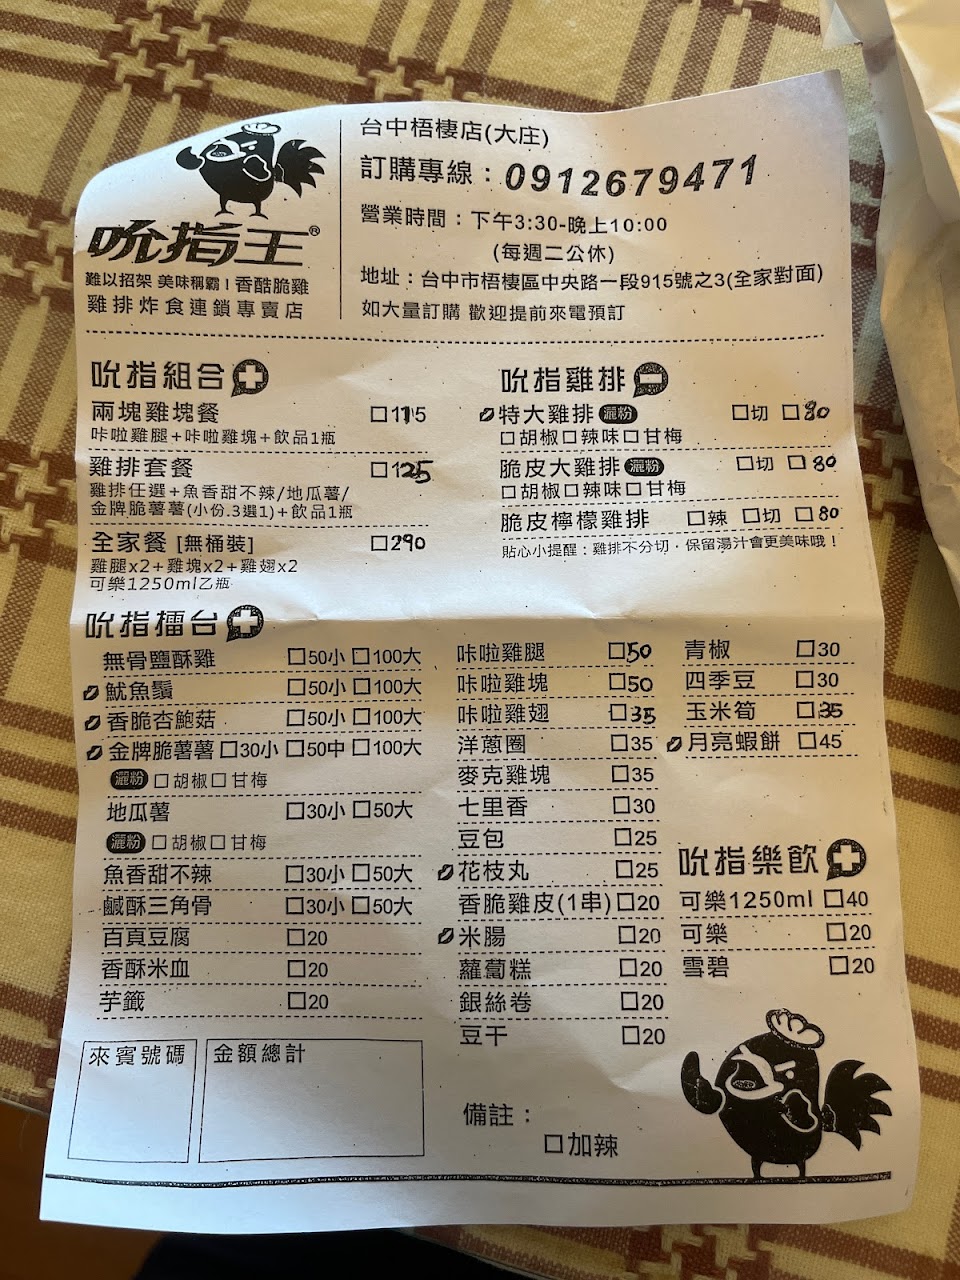 台中梧棲店(大庄)
訂購專線：0912679471
營業時間：下午3:30-晚上10:00
(每週二公休)
地址：台中市梧棲區中央路一段915號之3(全家對面)
如大量訂購 歡迎提前來電預訂
吮指王®
難以招架 美味稱霸！香酷脆雞
雞排炸食連鎖專賣店
吮指組合
兩塊雞塊餐 □115
咔啦雞腿+咔啦雞塊+飲品1瓶
雞排套餐 □125
雞排任選+魚香甜不辣/地瓜薯/
金牌脆薯薯(小份.3選1)+飲品1瓶
全家餐 [無桶裝] □290
雞腿x2+雞塊x2+雞翅x2
可樂1250ml乙瓶
吮指雞排
特大雞排 灑粉 □切 □80
□胡椒□辣味□甘梅
脆皮大雞排 灑粉 □切 □80
□胡椒□辣味□甘梅
脆皮檸檬雞排 □辣 □切 □80
貼心小提醒：雞排不分切，保留湯汁會更美味哦！
吮指擂台
無骨鹽酥雞 □50小 □100大
魷魚鬚 □50小 □100大
香脆杏鮑菇 □50小 □100大
金牌脆薯薯 □30小 □50中 □100大
灑粉 □胡椒□甘梅
地瓜薯 □30小 □50大
灑粉 □胡椒□甘梅
魚香甜不辣 □30小 □50大
鹹酥三角骨 □30小 □50大
百頁豆腐 □20
香酥米血 □20
芋籤 □20
咔啦雞腿 □50
咔啦雞塊 □50
咔啦雞翅 □35
洋蔥圈 □35
麥克雞塊 □35
七里香 □30
豆包 □25
花枝丸 □25
香脆雞皮(1串) □20
米腸 □20
蘿蔔糕 □20
銀絲卷 □20
豆干 □20
青椒 □30
四季豆 □30
玉米筍 □35
月亮蝦餅 □45
吮指樂飲
可樂1250ml □40
可樂 □20
雪碧 □20
來賓號碼
金額總計
備註：
□加辣